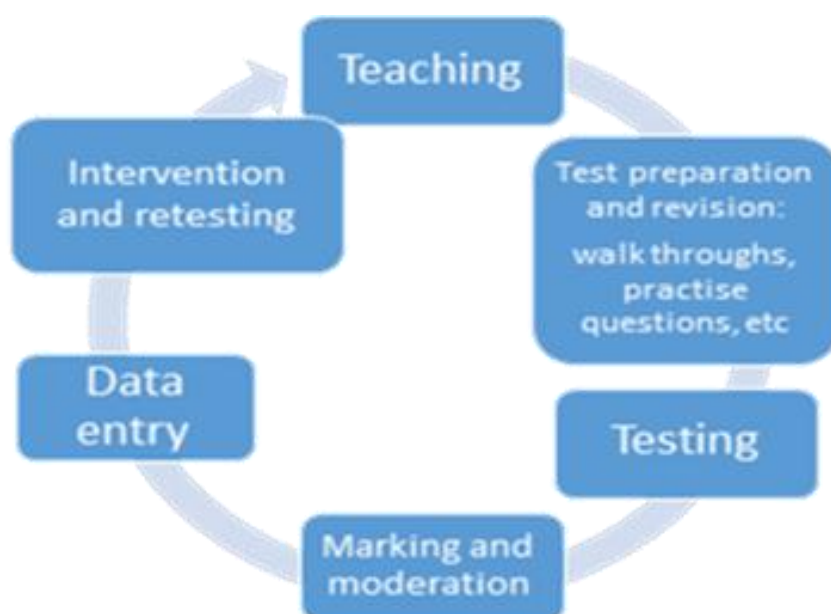 Teaching
Test preparation
and revision:
walk throughs,
practise
questions, etc
Testing
Marking and
moderation
Data
entry
Intervention
and retesting